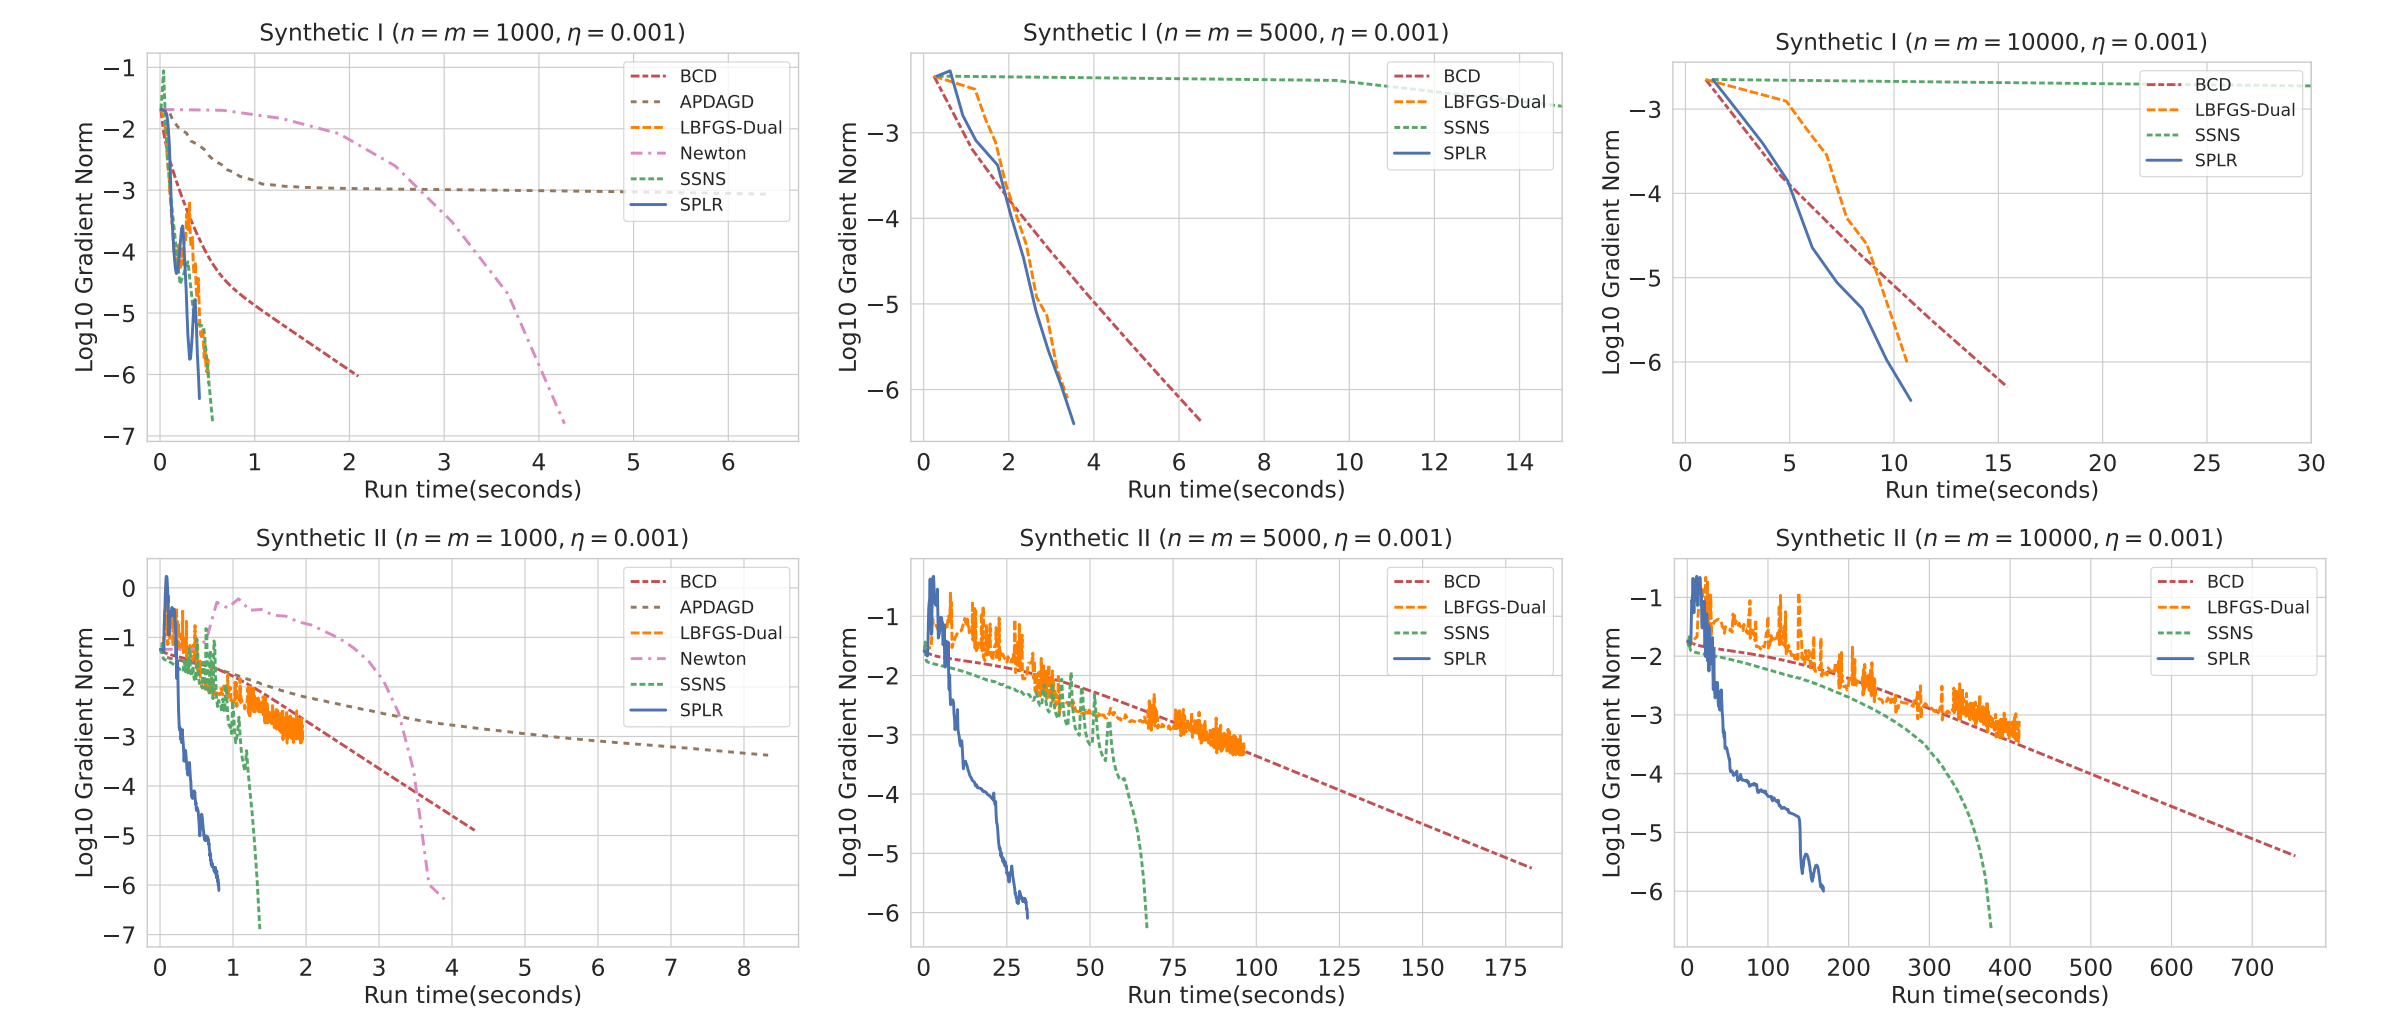 Synthetic I (n = m = 1000, η = 0.001)
Log10 Gradient Norm
−1
−2
−3
−4
−5
−6
−7
BCD
APDAGD
LBFGS-Dual
Newton
SSNS
SPLR
0 1 2 3 4 5 6
Run time(seconds)
Synthetic I (n = m = 5000, η = 0.001)
Log10 Gradient Norm
−3
−4
−5
−6
BCD
LBFGS-Dual
SSNS
SPLR
0 2 4 6 8 10 12 14
Run time(seconds)
Synthetic I (n = m = 10000, η = 0.001)
Log10 Gradient Norm
−3
−4
−5
−6
BCD
LBFGS-Dual
SSNS
SPLR
0 5 10 15 20 25 30
Run time(seconds)
Synthetic II (n = m = 1000, η = 0.001)
Log10 Gradient Norm
0
−1
−2
−3
−4
−5
−6
−7
BCD
APDAGD
LBFGS-Dual
Newton
SSNS
SPLR
0 1 2 3 4 5 6 7 8
Run time(seconds)
Synthetic II (n = m = 5000, η = 0.001)
Log10 Gradient Norm
−1
−2
−3
−4
−5
−6
BCD
LBFGS-Dual
SSNS
SPLR
0 25 50 75 100 125 150 175
Run time(seconds)
Synthetic II (n = m = 10000, η = 0.001)
Log10 Gradient Norm
−1
−2
−3
−4
−5
−6
BCD
LBFGS-Dual
SSNS
SPLR
0 100 200 300 400 500 600 700
Run time(seconds)